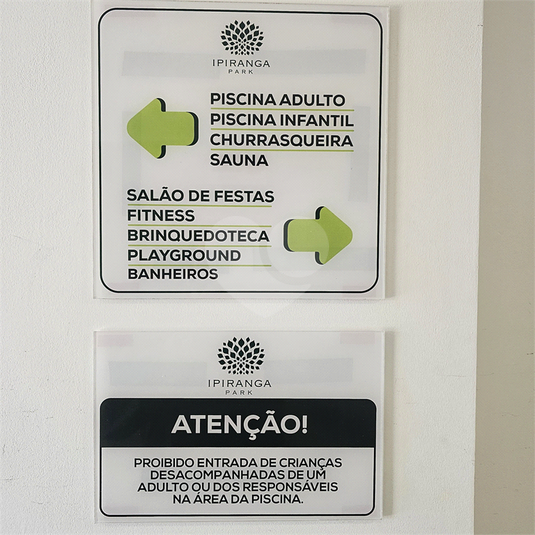 IPIRANGA
PARK
PISCINA ADULTO
PISCINA INFANTIL
CHURRASQUEIRA
SAUNA
SALÃO DE FESTAS
FITNESS
BRINQUEDOTECA
PLAYGROUND
BANHEIROS
IPIRANGA
PARK
ATENÇÃO!
PROIBIDO ENTRADA DE CRIANÇAS
DESACOMPANHADAS DE UM
ADULTO OU DOS RESPONSÁVEIS
NA ÁREA DA PISCINA.